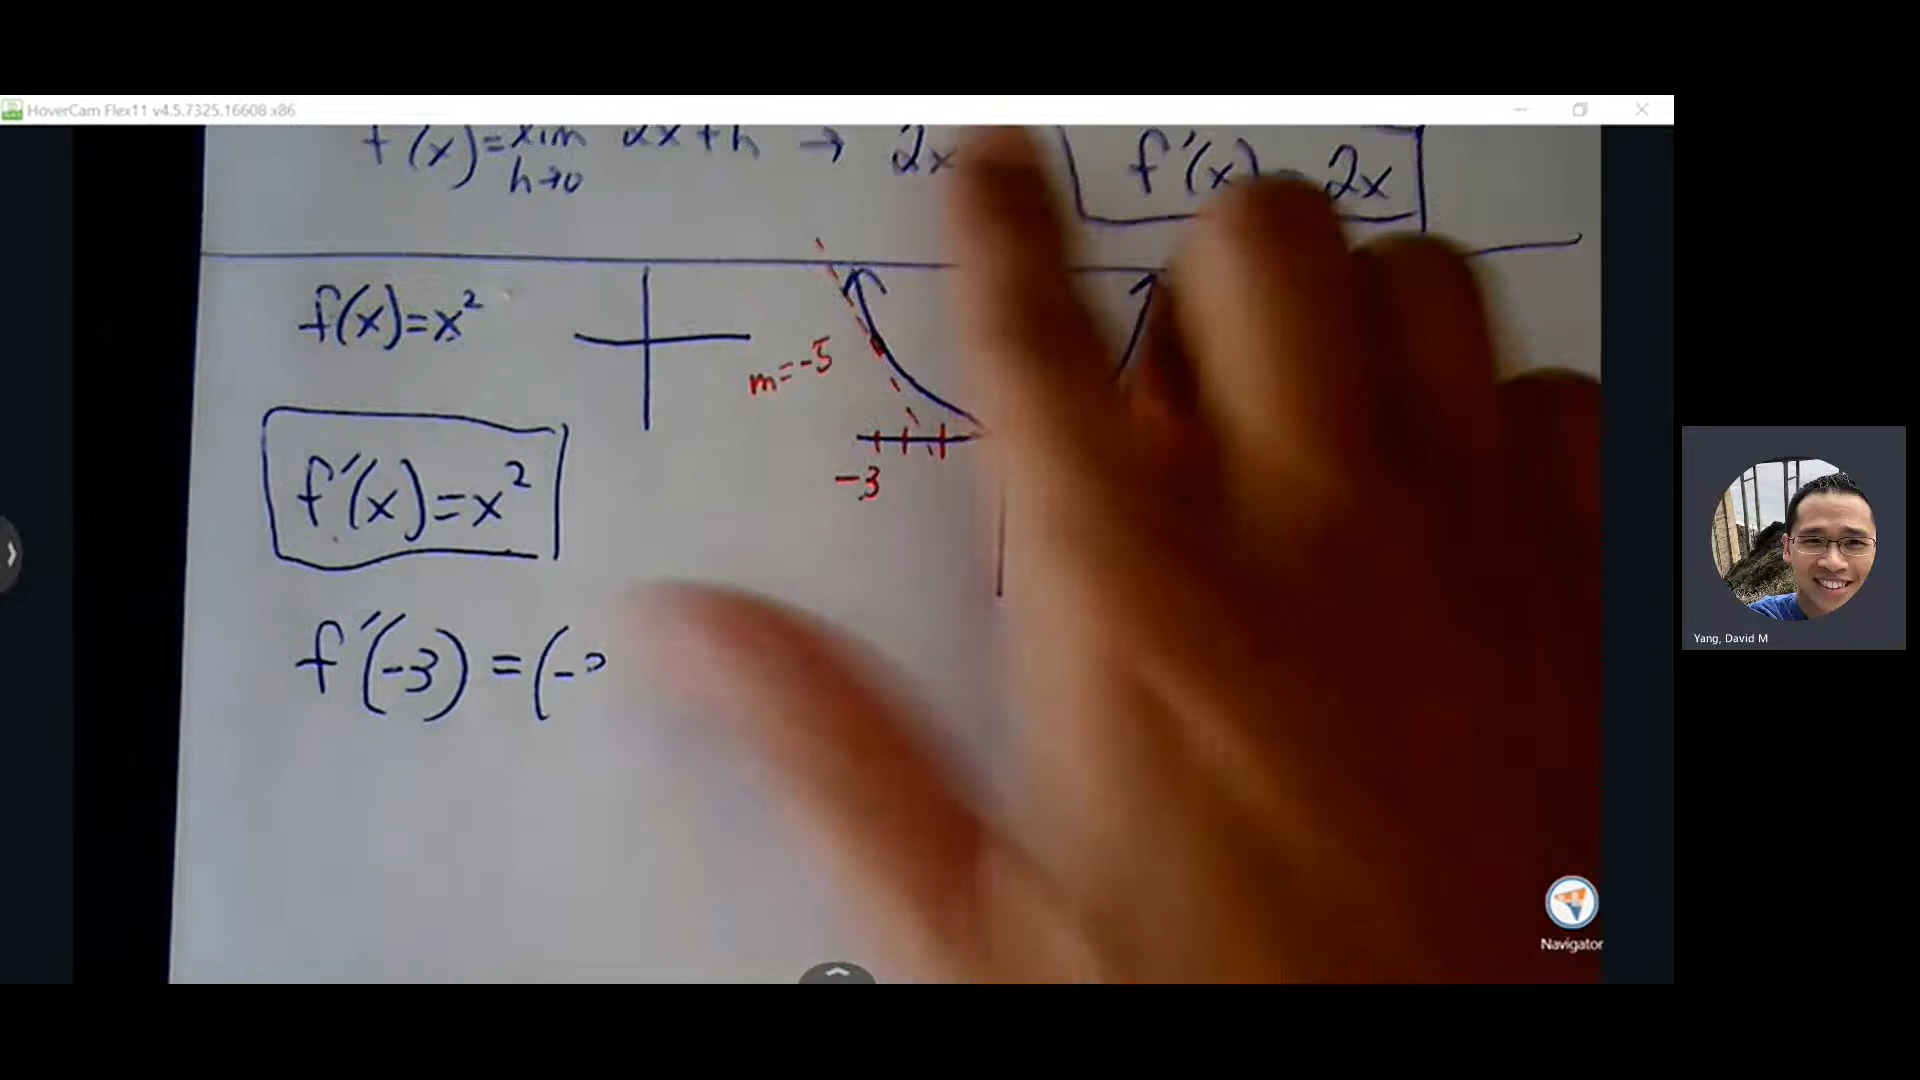 HoverCam Flex11 v4.5.7325.16608 x86
f'(x)=lim 2x+h → 2x
h→0
f'(x) = 2x
f(x)=x²
m=-5
-3
f'(x)=x²
f'(-3) = (-
Yang, David M
Navigator